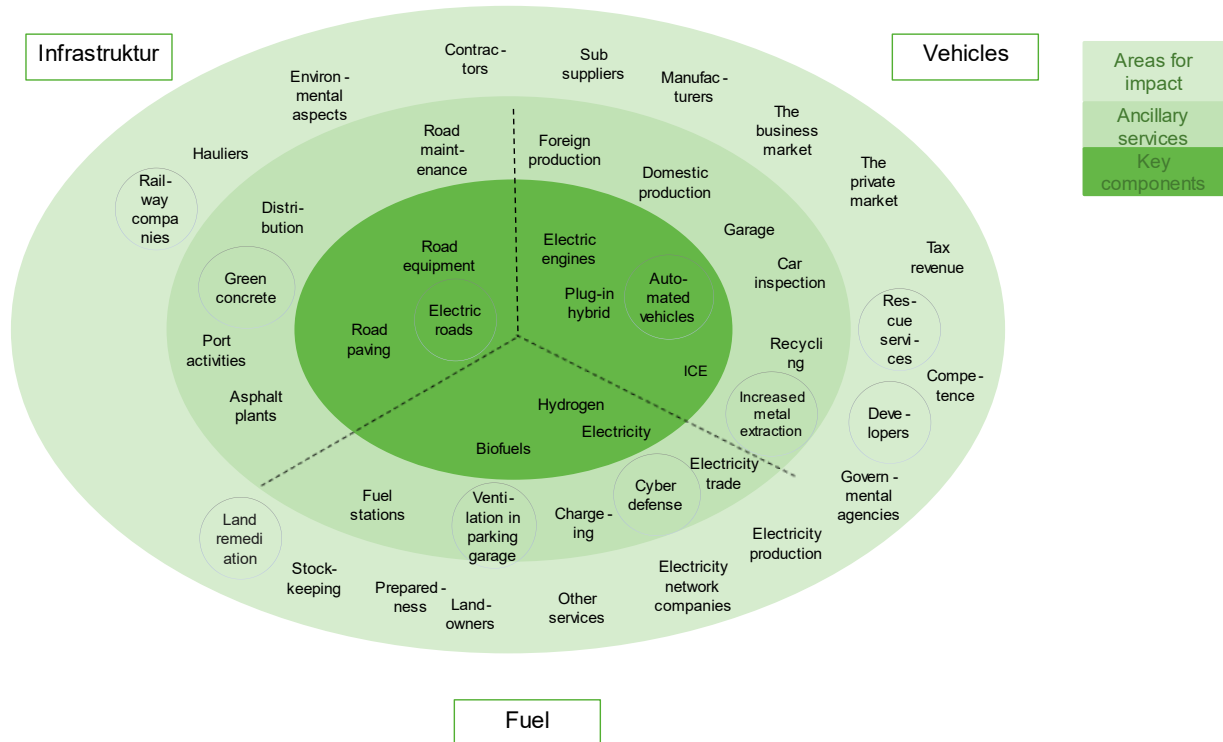 Infrastruktur
Vehicles
Fuel
Areas for
impact
Ancillary
services
Key
components
Contrac -
tors
Sub
suppliers
Environ -
mental
aspects
Manufac -
turers
The
business
market
Hauliers
The
private
market
Rail-
way
compa
nies
Tax
revenue
Res-
cue
servi-
ces
Compe -
tence
Deve -
lopers
Govern -
mental
agencies
Electricity
production
Electricity
network
companies
Other
services
Land-
owners
Prepared -
ness
Stock-
keeping
Land
remedi
ation
Road
maint-
enance
Foreign
production
Domestic
production
Distri-
bution
Garage
Green
concrete
Car
inspection
Port
activities
Recycli
ng
Asphalt
plants
Increased
metal
extraction
Electricity
trade
Cyber
defense
Charge -
ing
Venti-
lation in
parking
garage
Fuel
stations
Road
equipment
Electric
engines
Auto-
mated
vehicles
Plug-in
hybrid
Electric
roads
Road
paving
ICE
Hydrogen
Electricity
Biofuels